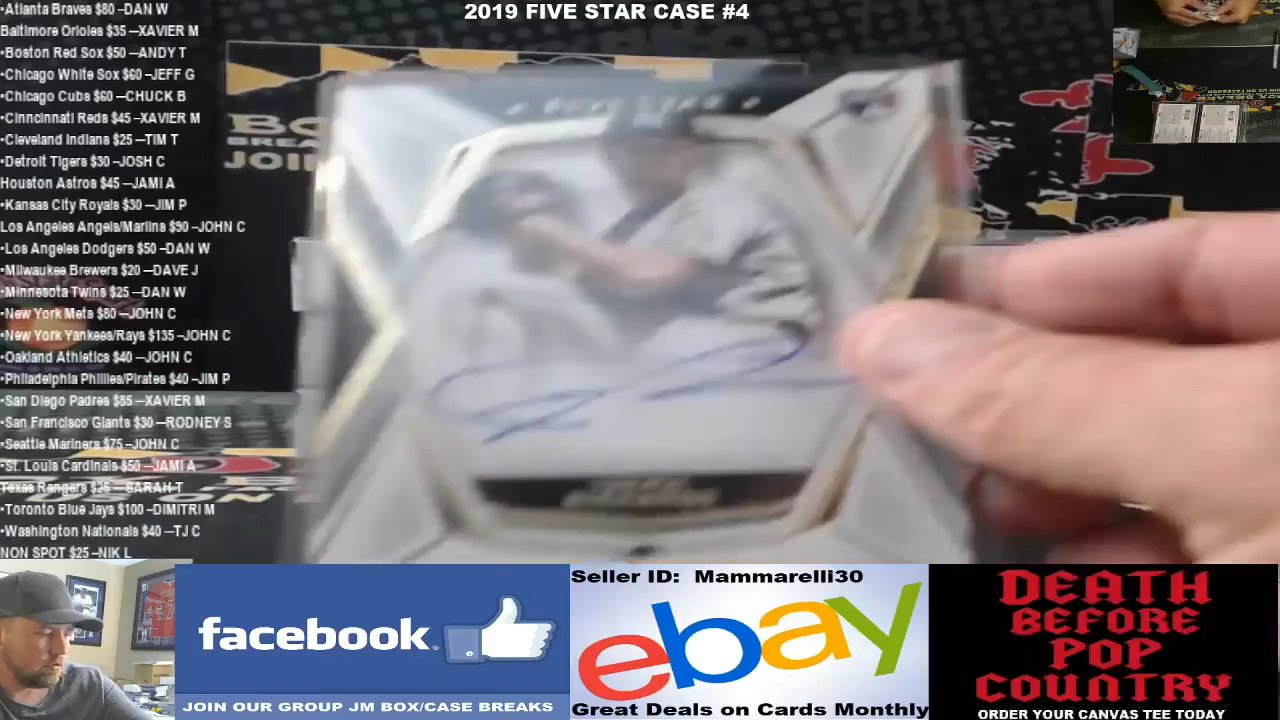 2019 FIVE STAR CASE #4
•Atlanta Braves $80 –DAN W
Baltimore Orioles $35 –XAVIER M
•Boston Red Sox $50 –ANDY T
•Chicago White Sox $60 –JEFF G
•Chicago Cubs $60 –CHUCK B
•Cincinnati Reds $45 –XAVIER M
•Cleveland Indians $25 –TIM T
•Detroit Tigers $30 –JOSH C
Houston Astros $45 –JAMI A
•Kansas City Royals $30 –JIM P
Los Angeles Angels/Marlins $90 –JOHN C
•Los Angeles Dodgers $50 –DAN W
•Milwaukee Brewers $20 –DAVE J
•Minnesota Twins $25 –DAN W
•New York Mets $80 –JOHN C
•New York Yankees/Rays $135 –JOHN C
•Oakland Athletics $40 –JOHN C
•Philadelphia Phillies/Pirates $40 –JIM P
•San Diego Padres $85 –XAVIER M
•San Francisco Giants $30 –RODNEY S
•Seattle Mariners $75 –JOHN C
•St. Louis Cardinals $50 –JAMI A
Texas Rangers $25 –SARAH T
•Toronto Blue Jays $100 –DIMITRI M
•Washington Nationals $40 –TJ C
NON SPOT $25 –NIK L
facebook.
JOIN OUR GROUP JM BOX/CASE BREAKS
Seller ID: Mammarelli30
ebay
Great Deals on Cards Monthly
DEATH
BEFORE
POP
COUNTRY
ORDER YOUR CANVAS TEE TODAY